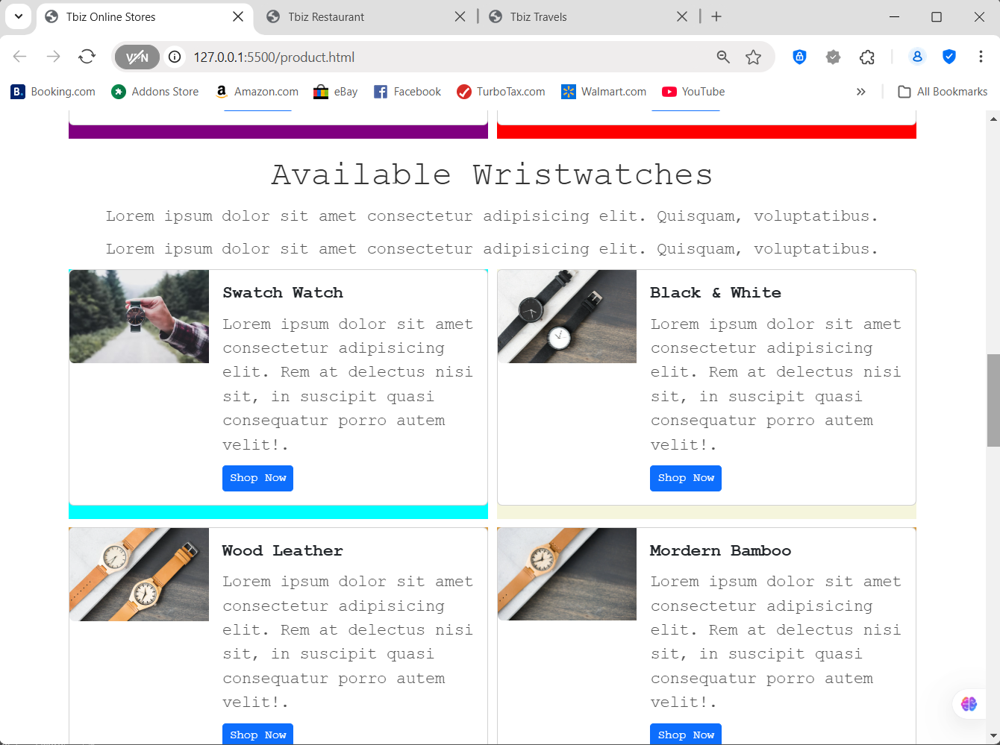 Tbiz Online Stores
Tbiz Restaurant
Tbiz Travels
VPN
127.0.0.1:5500/product.html
B. Booking.com
Addons Store
Amazon.com
eBay
Facebook
TurboTax.com
Walmart.com
YouTube
All Bookmarks
Available Wristwatches
Lorem ipsum dolor sit amet consectetur adipisicing elit. Quisquam, voluptatibus.
Lorem ipsum dolor sit amet consectetur adipisicing elit. Quisquam, voluptatibus.
Swatch Watch
Lorem ipsum dolor sit amet
consectetur adipisicing
elit. Rem at delectus nisi
sit, in suscipit quasi
consequatur porro autem
velit!.
Shop Now
Black & White
Lorem ipsum dolor sit amet
consectetur adipisicing
elit. Rem at delectus nisi
sit, in suscipit quasi
consequatur porro autem
velit!.
Shop Now
Wood Leather
Lorem ipsum dolor sit amet
consectetur adipisicing
elit. Rem at delectus nisi
sit, in suscipit quasi
consequatur porro autem
velit!.
Shop Now
Mordern Bamboo
Lorem ipsum dolor sit amet
consectetur adipisicing
elit. Rem at delectus nisi
sit, in suscipit quasi
consequatur porro autem
velit!.
Shop Now